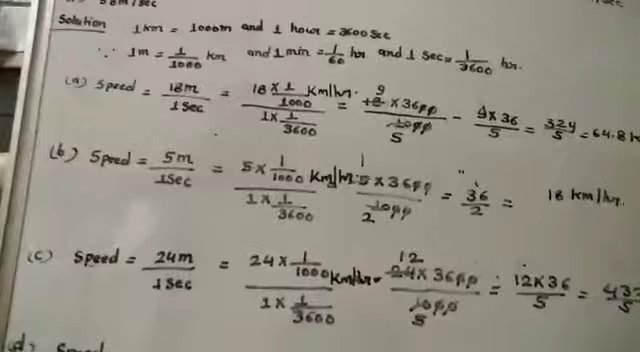 Solution 1km = 1000m and 1 hour = 3600 Sec
∵ 1m = 1/1000 km and 1 min = 1/60 hr and 1 Sec = 1/3600 hr.
(a) Speed = 18m/1Sec = (18 × 1/1000)/(1 × 1/3600) Km/hr. = 9 18 × 3600/1000 5 - 9×36/5 = 324/5 = 64.8 k
(b) Speed = 5m/1Sec = (5 × 1/1000)/(1 × 1/3600) Km/hr. 1 5 × 3600/1000 2 = 36/2 = 18 km/hr.
(c) Speed = 24m/1Sec = (24 × 1/1000)/(1 × 1/3600) Km/hr = 12 24 × 3600/1000 5 = 12×36/5 = 432/5
(d) Speed